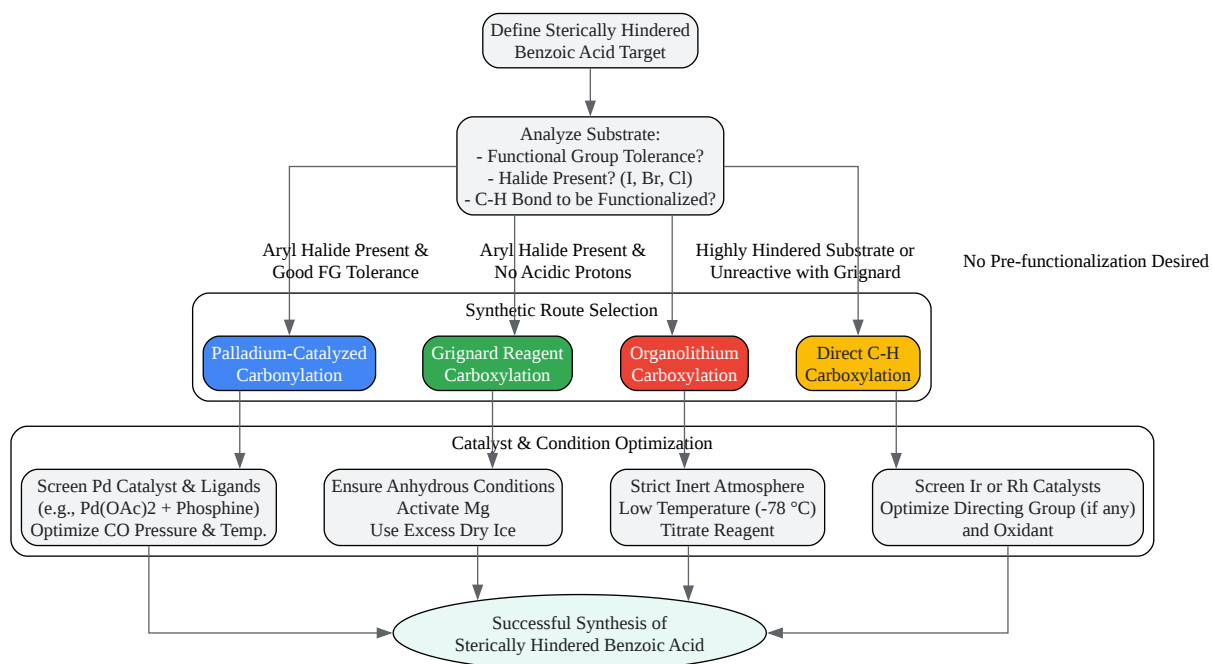 Define Sterically Hindered
Benzoic Acid Target
Analyze Substrate:
- Functional Group Tolerance?
- Halide Present? (I, Br, Cl)
- C-H Bond to be Functionalized?
Aryl Halide Present &
Good FG Tolerance
Aryl Halide Present &
No Acidic Protons
Highly Hindered Substrate or
Unreactive with Grignard
No Pre-functionalization Desired
Synthetic Route Selection
Palladium-Catalyzed
Carbonylation
Grignard Reagent
Carboxylation
Organolithium
Carboxylation
Direct C-H
Carboxylation
Catalyst & Condition Optimization
Screen Pd Catalyst & Ligands
(e.g., Pd(OAc)2 + Phosphine)
Optimize CO Pressure & Temp.
Ensure Anhydrous Conditions
Activate Mg
Use Excess Dry Ice
Strict Inert Atmosphere
Low Temperature (-78 °C)
Titrate Reagent
Screen Ir or Rh Catalysts
Optimize Directing Group (if any)
and Oxidant
Successful Synthesis of
Sterically Hindered Benzoic Acid